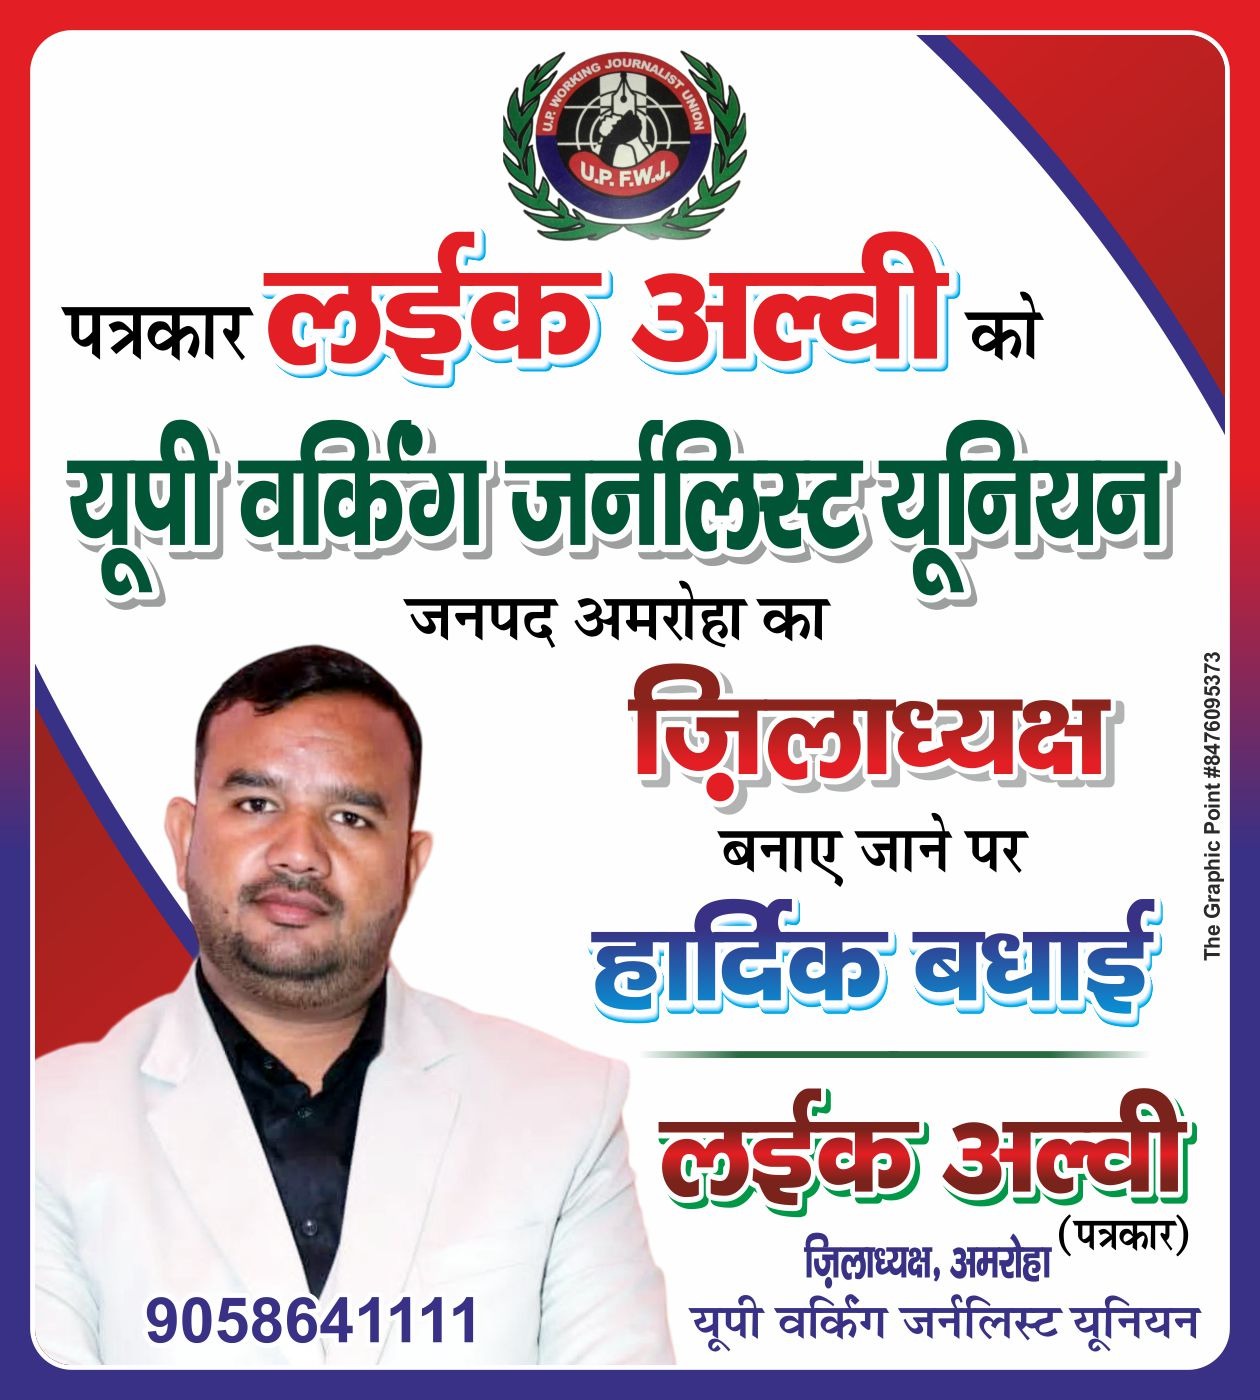 U.P. WORKING JOURNALIST UNION
U.P. F.W.J.
पत्रकार लईक अल्वी को
यूपी वर्किंग जर्नलिस्ट यूनियन
जनपद अमरोहा का
ज़िलाध्यक्ष
बनाए जाने पर
हार्दिक बधाई
लईक अल्वी
(पत्रकार)
ज़िलाध्यक्ष, अमरोहा
यूपी वर्किंग जर्नलिस्ट यूनियन
9058641111
The Graphic Point #8476095373